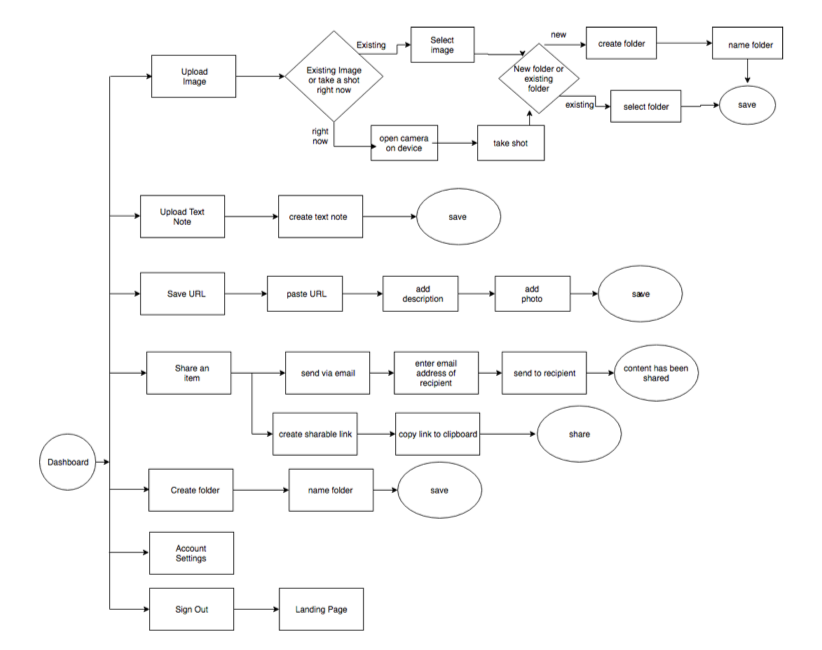 new
Select
image
Existing
create folder
name folder
Upload
Image
Existing Image
or take a shot
right now
New folder or
existing
folder
existing
select folder
save
right
now
open camera
on device
take shot
Upload Text
Note
create text note
save
Save URL
paste URL
add
description
add
photo
save
Share an
item
send via email
enter email
address of
recipient
send to recipient
content has been
shared
create sharable link
copy link to clipboard
share
Dashboard
Create folder
name folder
save
Account
Settings
Sign Out
Landing Page